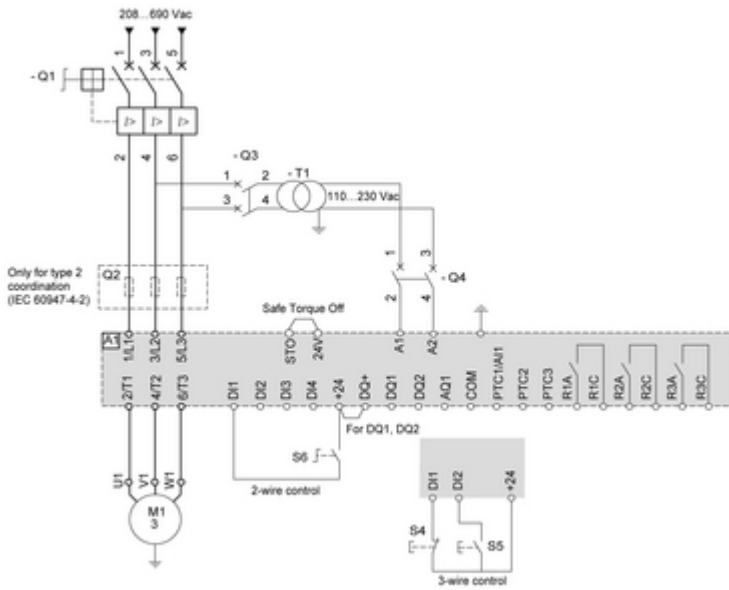 208...690 Vac
1
3
5
- Q1
I>
I>
I>
2
4
6
- Q3
1
2
3
4
- T1
110...230 Vac
1
3
- Q4
2
4
Only for type 2
coordination
(IEC 60947-4-2)
Q2
Safe Torque Off
A1
1/L1
3/L2
5/L3
STO
24V
A1
A2
2/T1
4/T2
6/T3
DI1
DI2
DI3
DI4
+24
DQ+
DQ1
DQ2
AQ1
COM
PTC1/AI1
PTC2
PTC3
R1A
R1C
R2A
R2C
R3A
R3C
For DQ1, DQ2
S6
2-wire control
U1
V1
W1
M1
3
DI1
DI2
+24
S4
S5
3-wire control